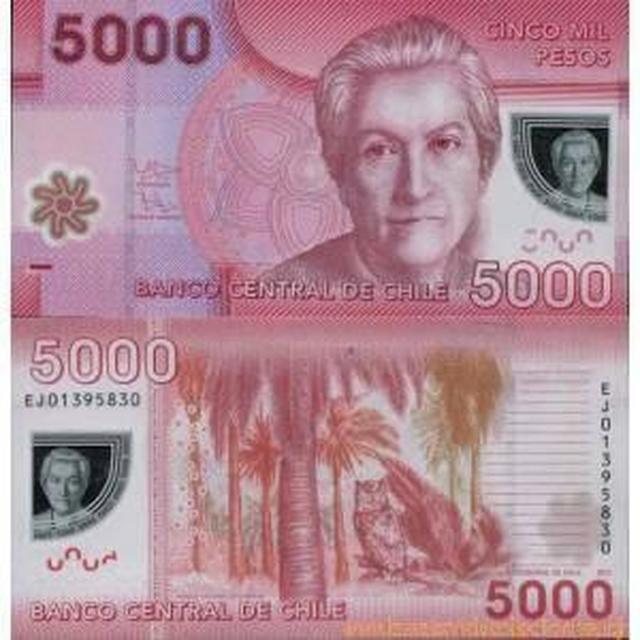 5000
CINCO MIL
PESOS
BANCO CENTRAL DE CHILE
5000
5000
EJ01395830
EJ01395830
BANCO CENTRAL DE CHILE
5000